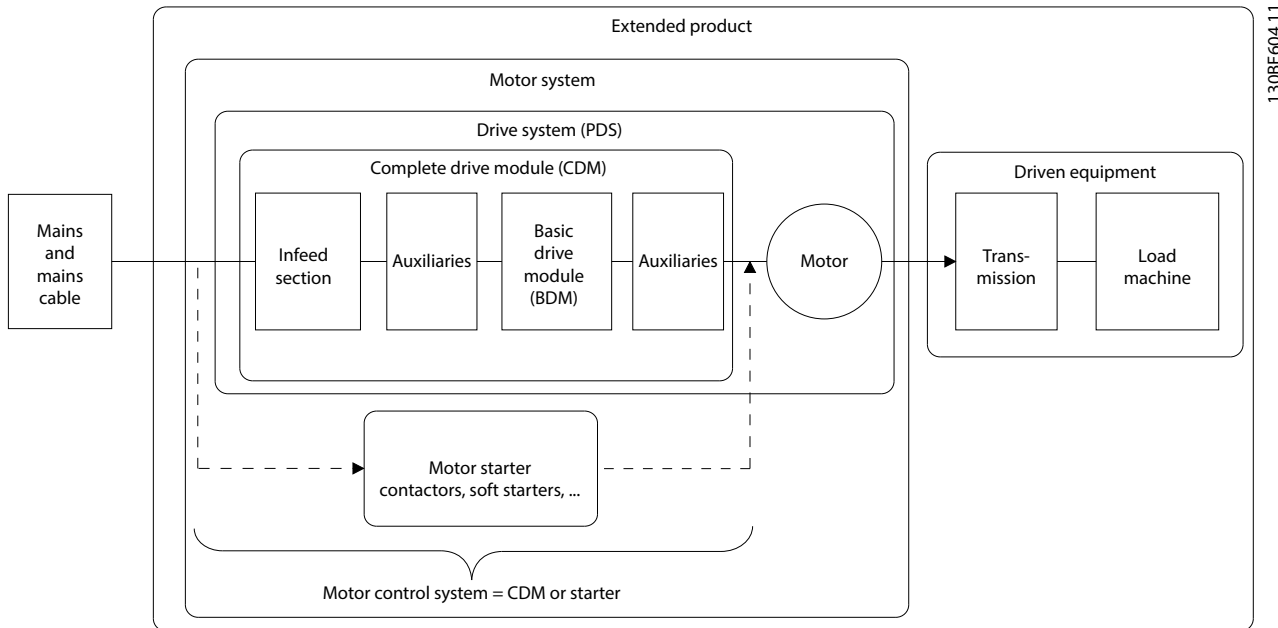 Extended product
130BF604.11
Motor system
Drive system (PDS)
Complete drive module (CDM)
Driven equipment
Mains
and
mains
cable
Infeed
section
Auxiliaries
Basic
drive
module
(BDM)
Auxiliaries
Motor
Trans-
mission
Load
machine
Motor starter
contactors, soft starters, ...
Motor control system = CDM or starter